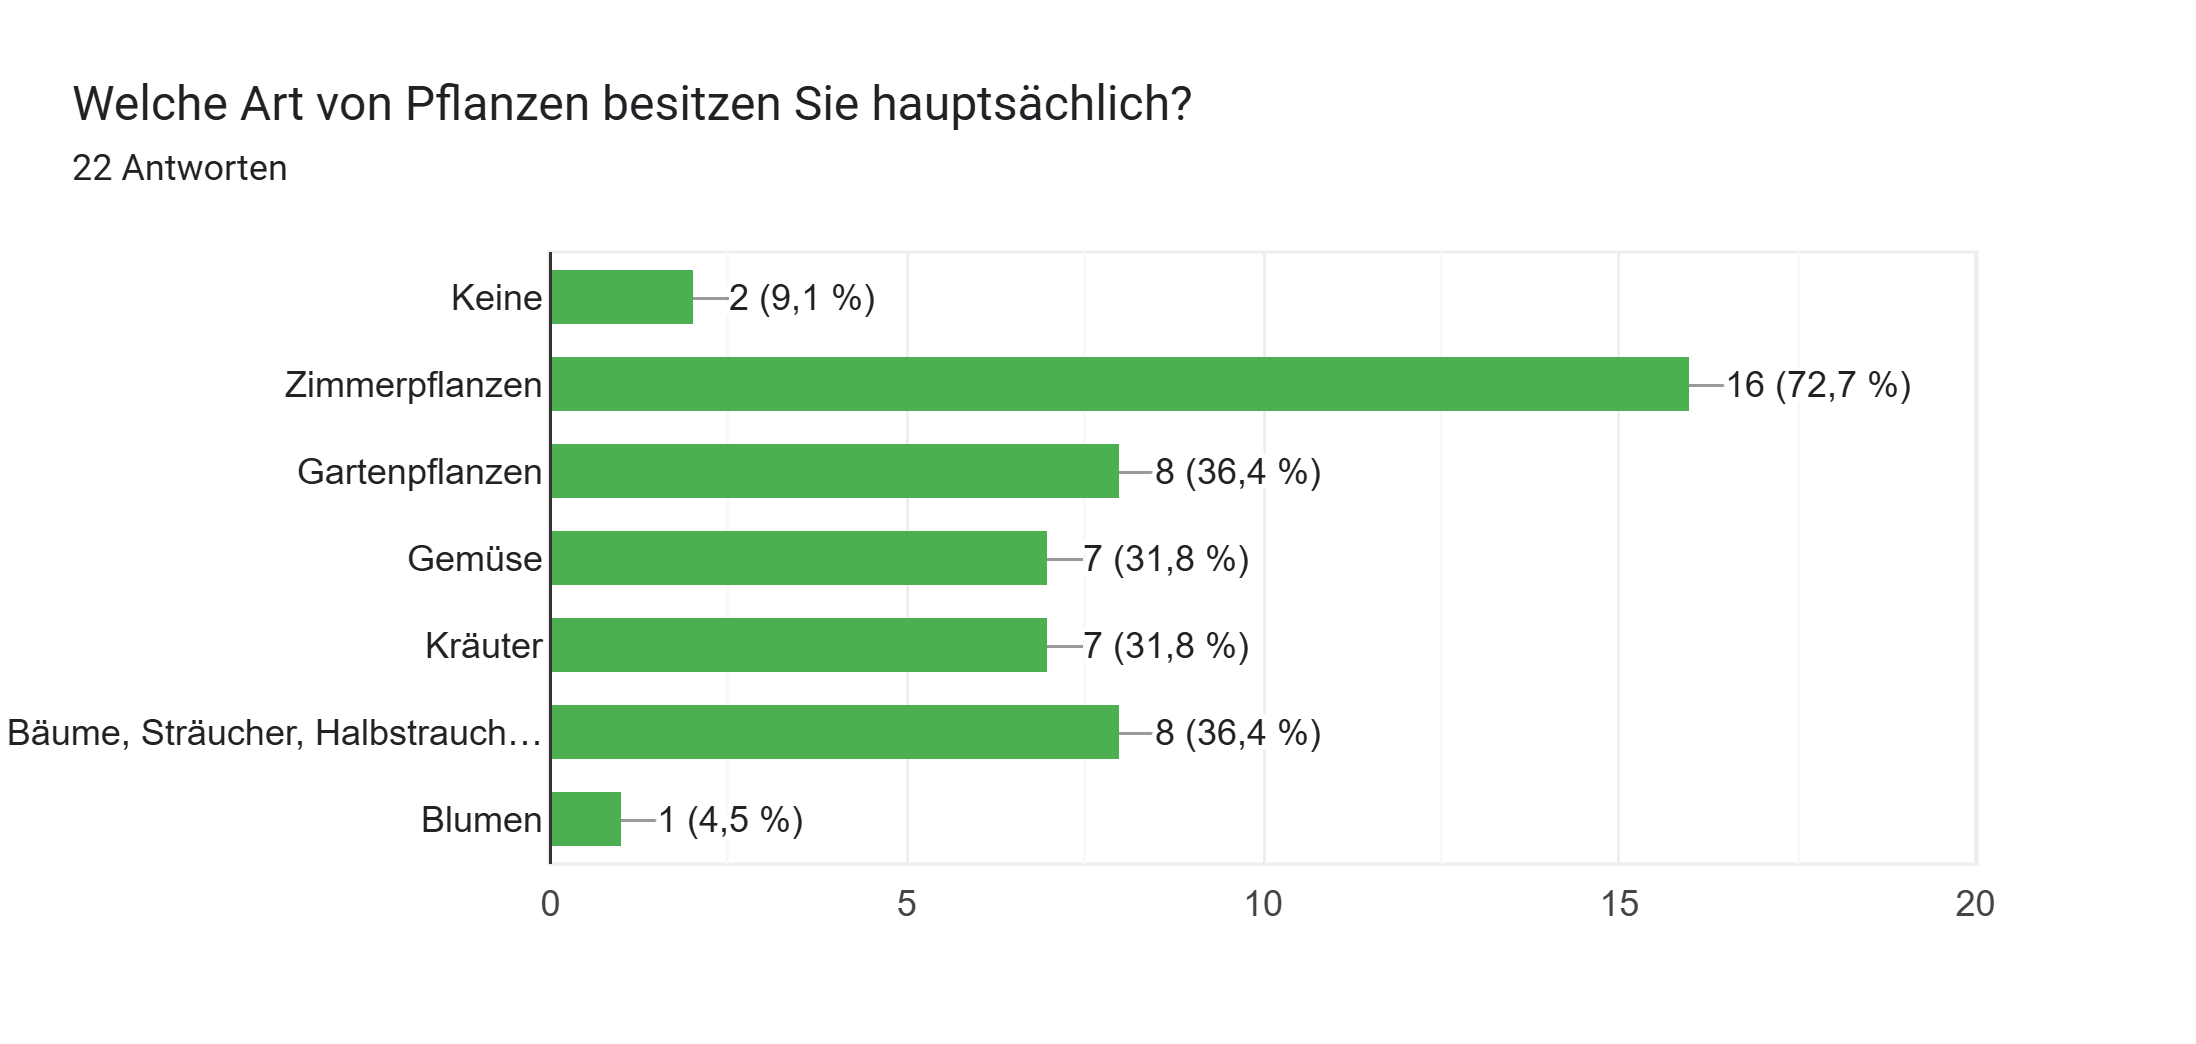 Welche Art von Pflanzen besitzen Sie hauptsächlich?
22 Antworten
Keine 2 (9,1 %)
Zimmerpflanzen 16 (72,7 %)
Gartenpflanzen 8 (36,4 %)
Gemüse 7 (31,8 %)
Kräuter 7 (31,8 %)
Bäume, Sträucher, Halbstrauch… 8 (36,4 %)
Blumen 1 (4,5 %)
0 5 10 15 20